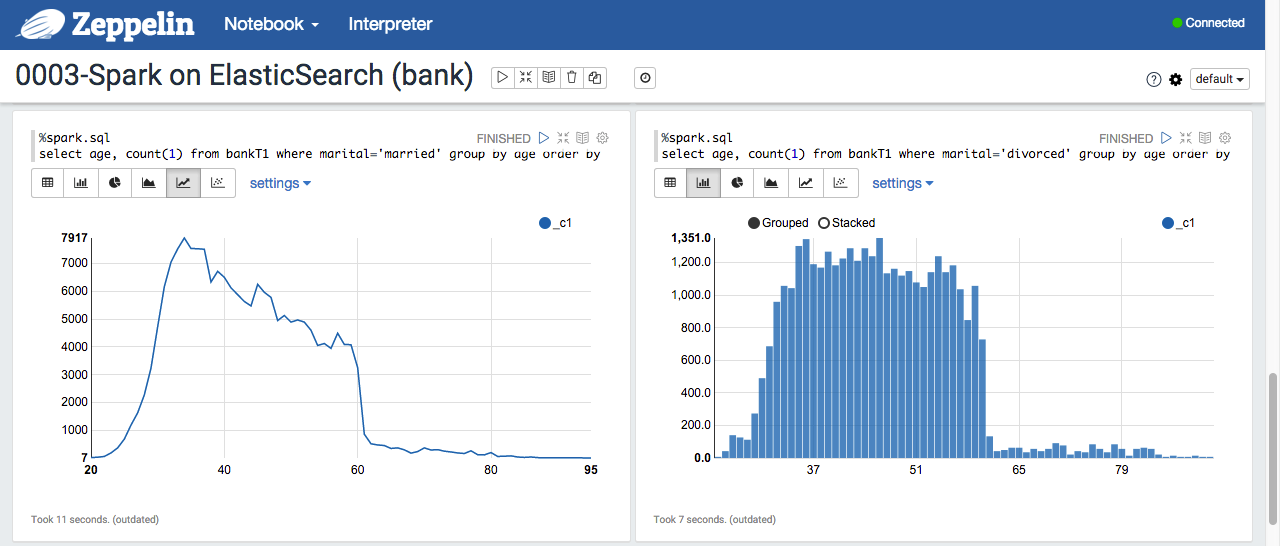 Zeppelin Notebook Interpreter Connected
0003-Spark on ElasticSearch (bank) default
%spark.sql FINISHED
select age, count(1) from bankT1 where marital='married' group by age order by
settings
_c1
7917
7000
6000
5000
4000
3000
2000
1000
7
20 40 60 80 95
Took 11 seconds. (outdated)
%spark.sql FINISHED
select age, count(1) from bankT1 where marital='divorced' group by age order by
settings
Grouped Stacked _c1
1,351.0
1,200.0
1,000.0
800.0
600.0
400.0
200.0
0.0
37 51 65 79
Took 7 seconds. (outdated)